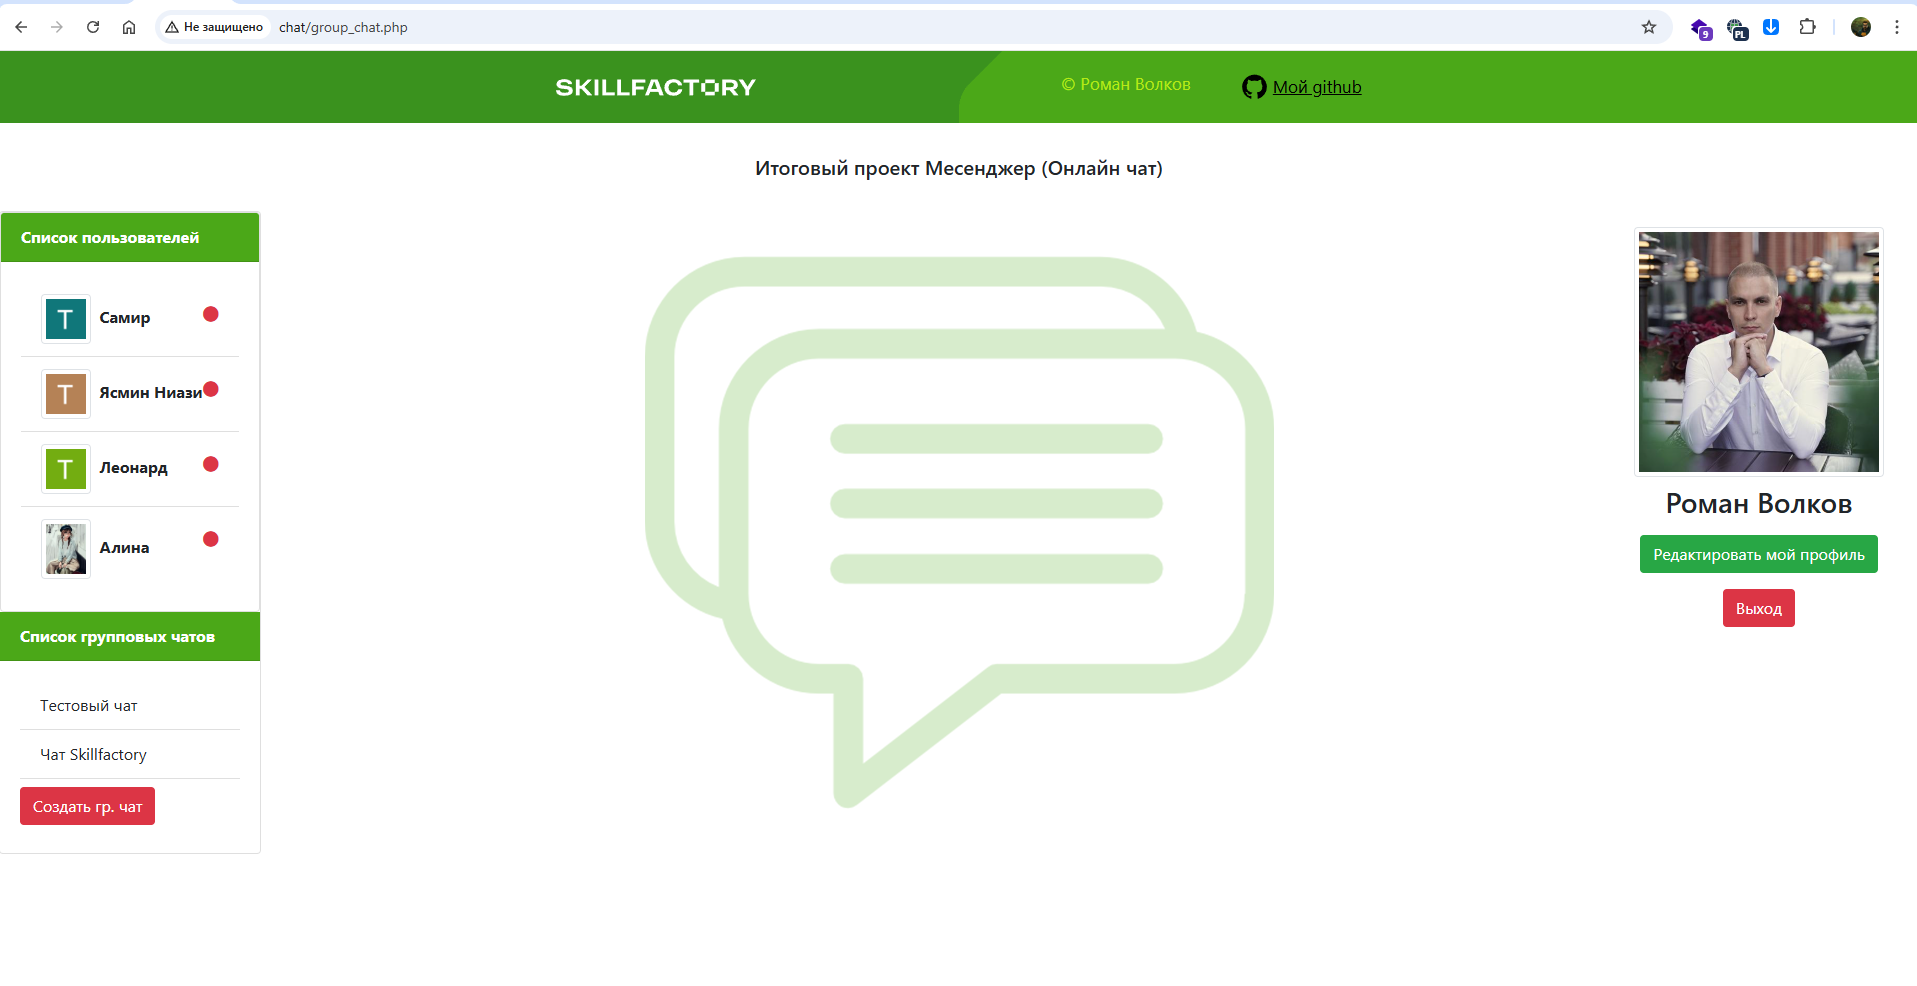 Не защищено
chat/group_chat.php
9
PL
SKILLFACTORY
© Роман Волков
Мой github
Итоговый проект Месенджер (Онлайн чат)
Список пользователей
T Самир
T Ясмин Ниази
T Леонард
Алина
Список групповых чатов
Тестовый чат
Чат Skillfactory
Создать гр. чат
Роман Волков
Редактировать мой профиль
Выход